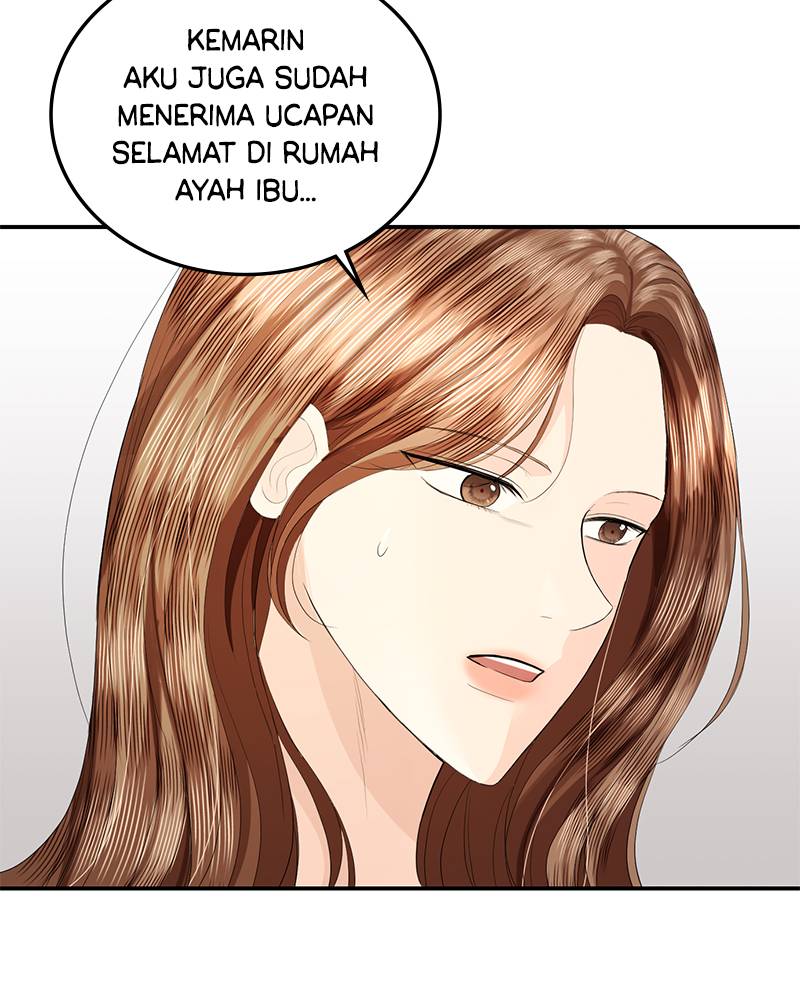 KEMARIN
AKU JUGA SUDAH
MENERIMA UCAPAN
SELAMAT DI RUMAH
AYAH IBU...